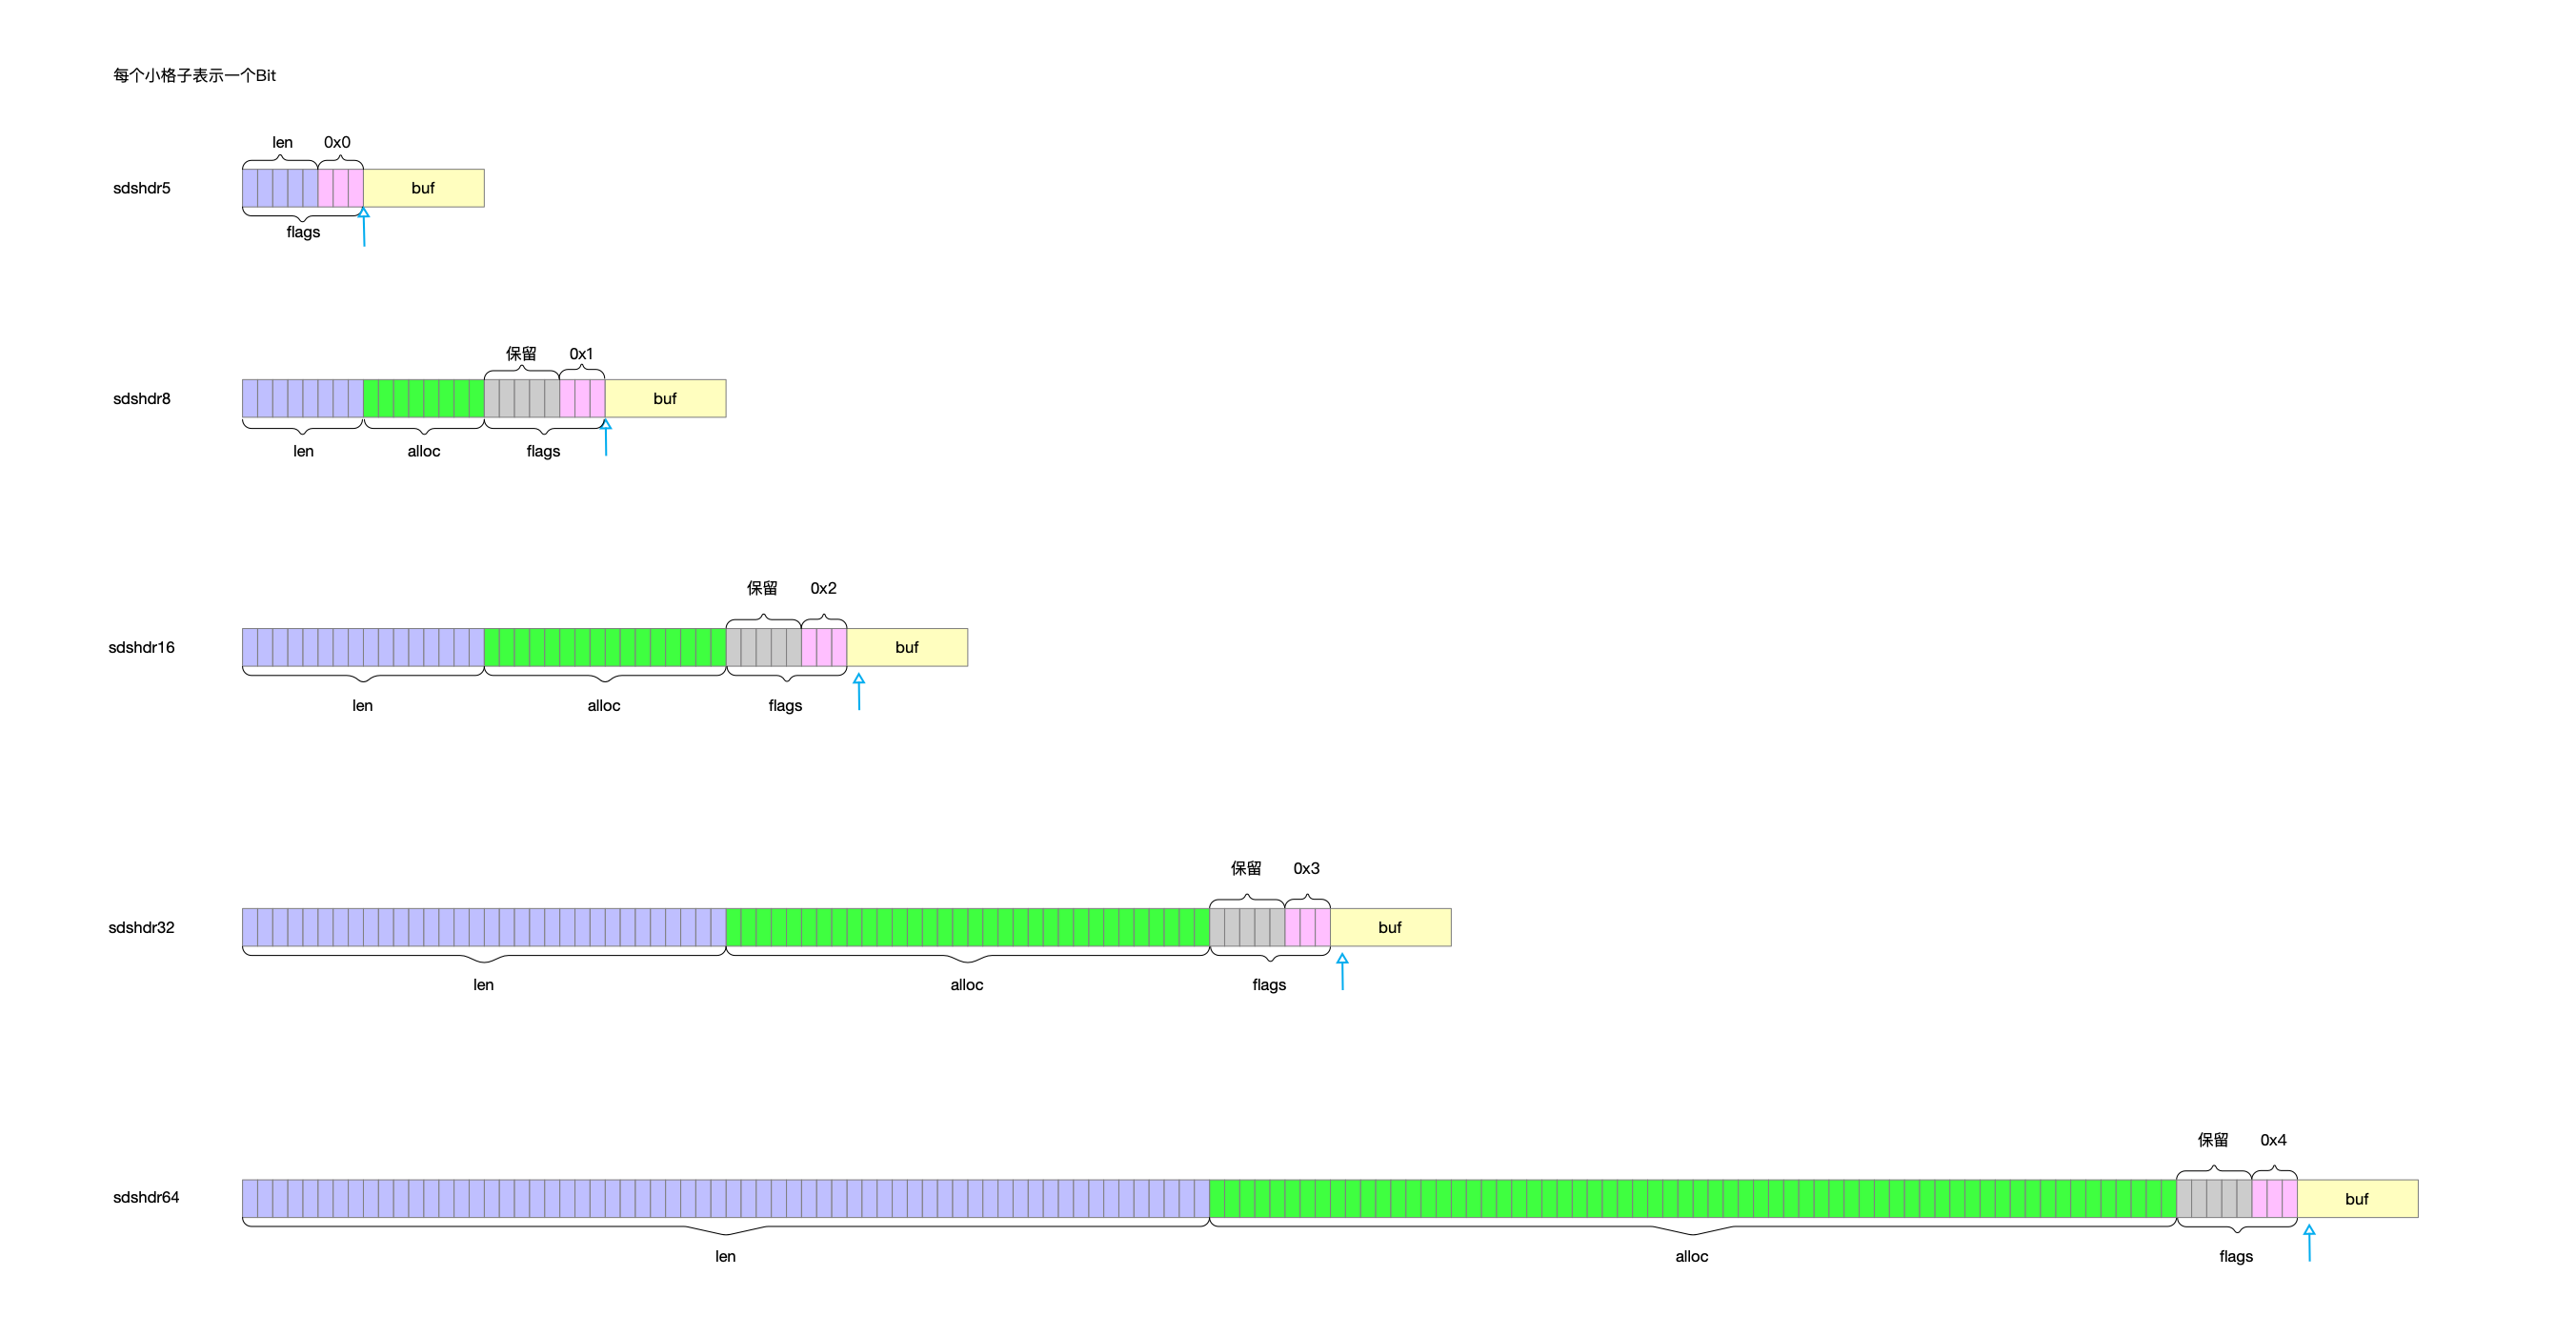 每个小格子表示一个Bit
len 0x0
sdshdr5 buf
flags
保留 0x1
sdshdr8 buf
len alloc flags
保留 0x2
sdshdr16 buf
len alloc flags
保留 0x3
sdshdr32 buf
len alloc flags
保留 0x4
sdshdr64 buf
len alloc flags